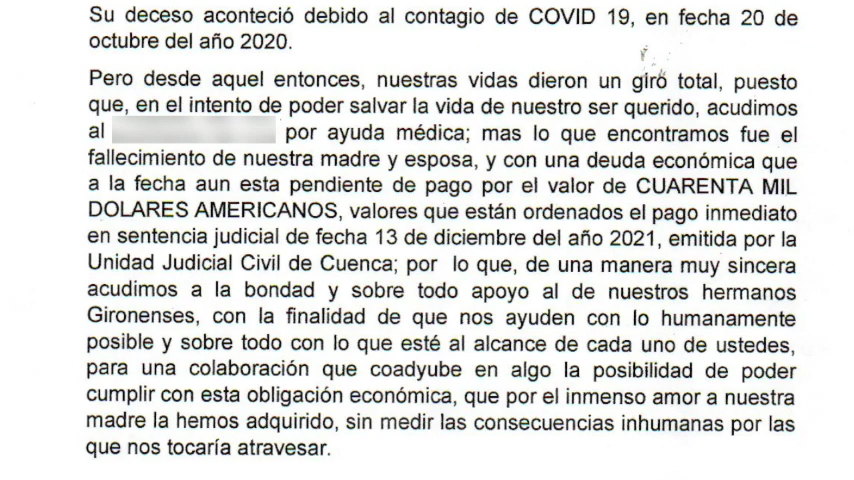 Su deceso aconteció debido al contagio de COVID 19, en fecha 20 de
octubre del año 2020.
Pero desde aquel entonces, nuestras vidas dieron un giro total, puesto
que, en el intento de poder salvar la vida de nuestro ser querido, acudimos
al por ayuda médica; mas lo que encontramos fue el
fallecimiento de nuestra madre y esposa, y con una deuda económica que
a la fecha aun esta pendiente de pago por el valor de CUARENTA MIL
DOLARES AMERICANOS, valores que están ordenados el pago inmediato
en sentencia judicial de fecha 13 de diciembre del año 2021, emitida por la
Unidad Judicial Civil de Cuenca; por lo que, de una manera muy sincera
acudimos a la bondad y sobre todo apoyo al de nuestros hermanos
Gironenses, con la finalidad de que nos ayuden con lo humanamente
posible y sobre todo con lo que esté al alcance de cada uno de ustedes,
para una colaboración que coadyube en algo la posibilidad de poder
cumplir con esta obligación económica, que por el inmenso amor a nuestra
madre la hemos adquirido, sin medir las consecuencias inhumanas por las
que nos tocaría atravesar.